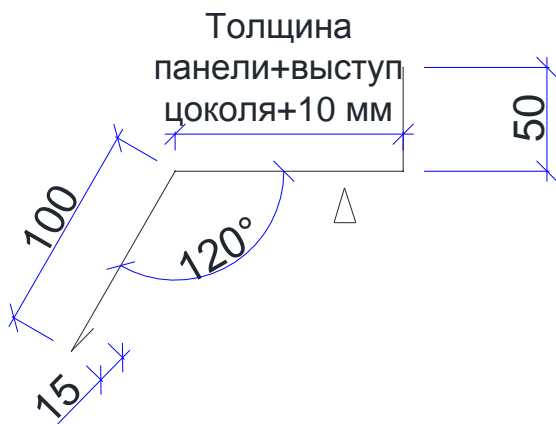 Толщина
панели+выступ
цоколя+10 мм
50
100
120°
15